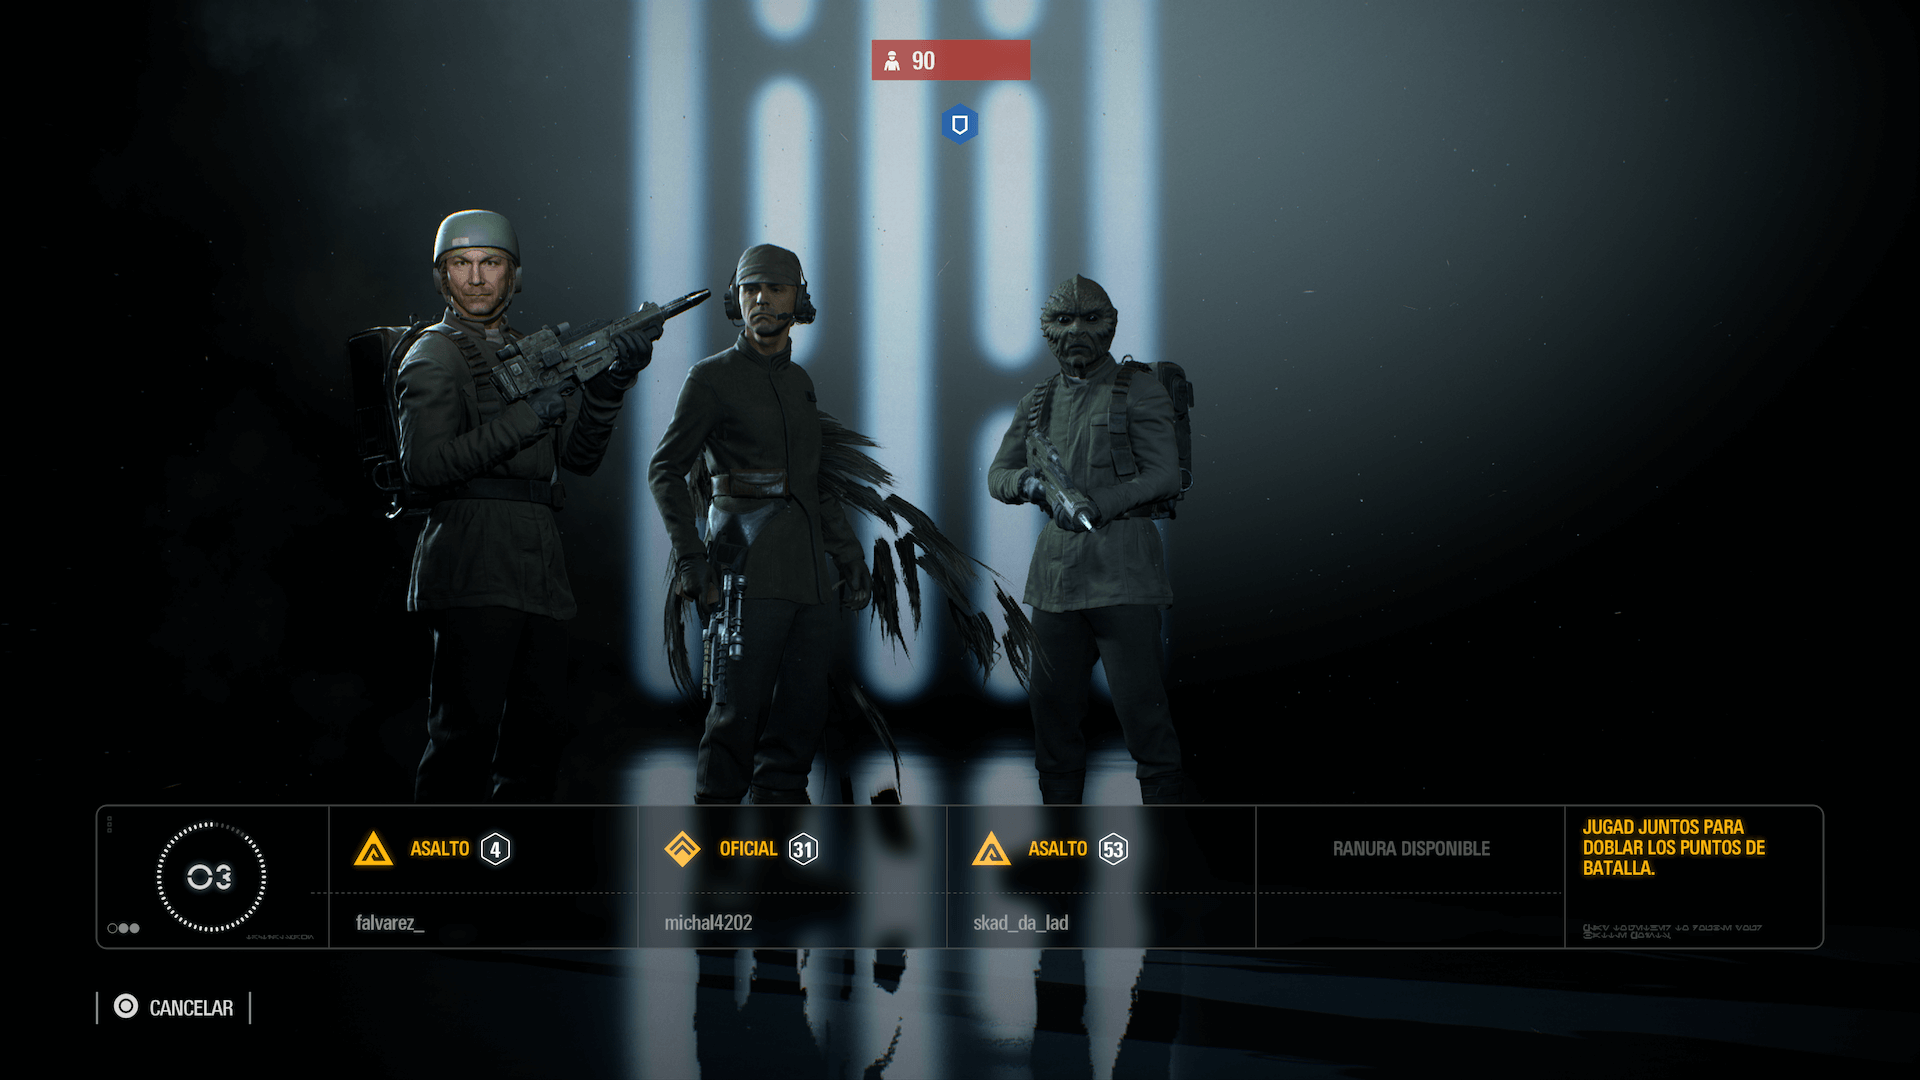 90
03
ASALTO 4
falvarez_
OFICIAL 31
michal4202
ASALTO 53
skad_da_lad
RANURA DISPONIBLE
JUGAD JUNTOS PARA
DOBLAR LOS PUNTOS DE
BATALLA.
CANCELAR